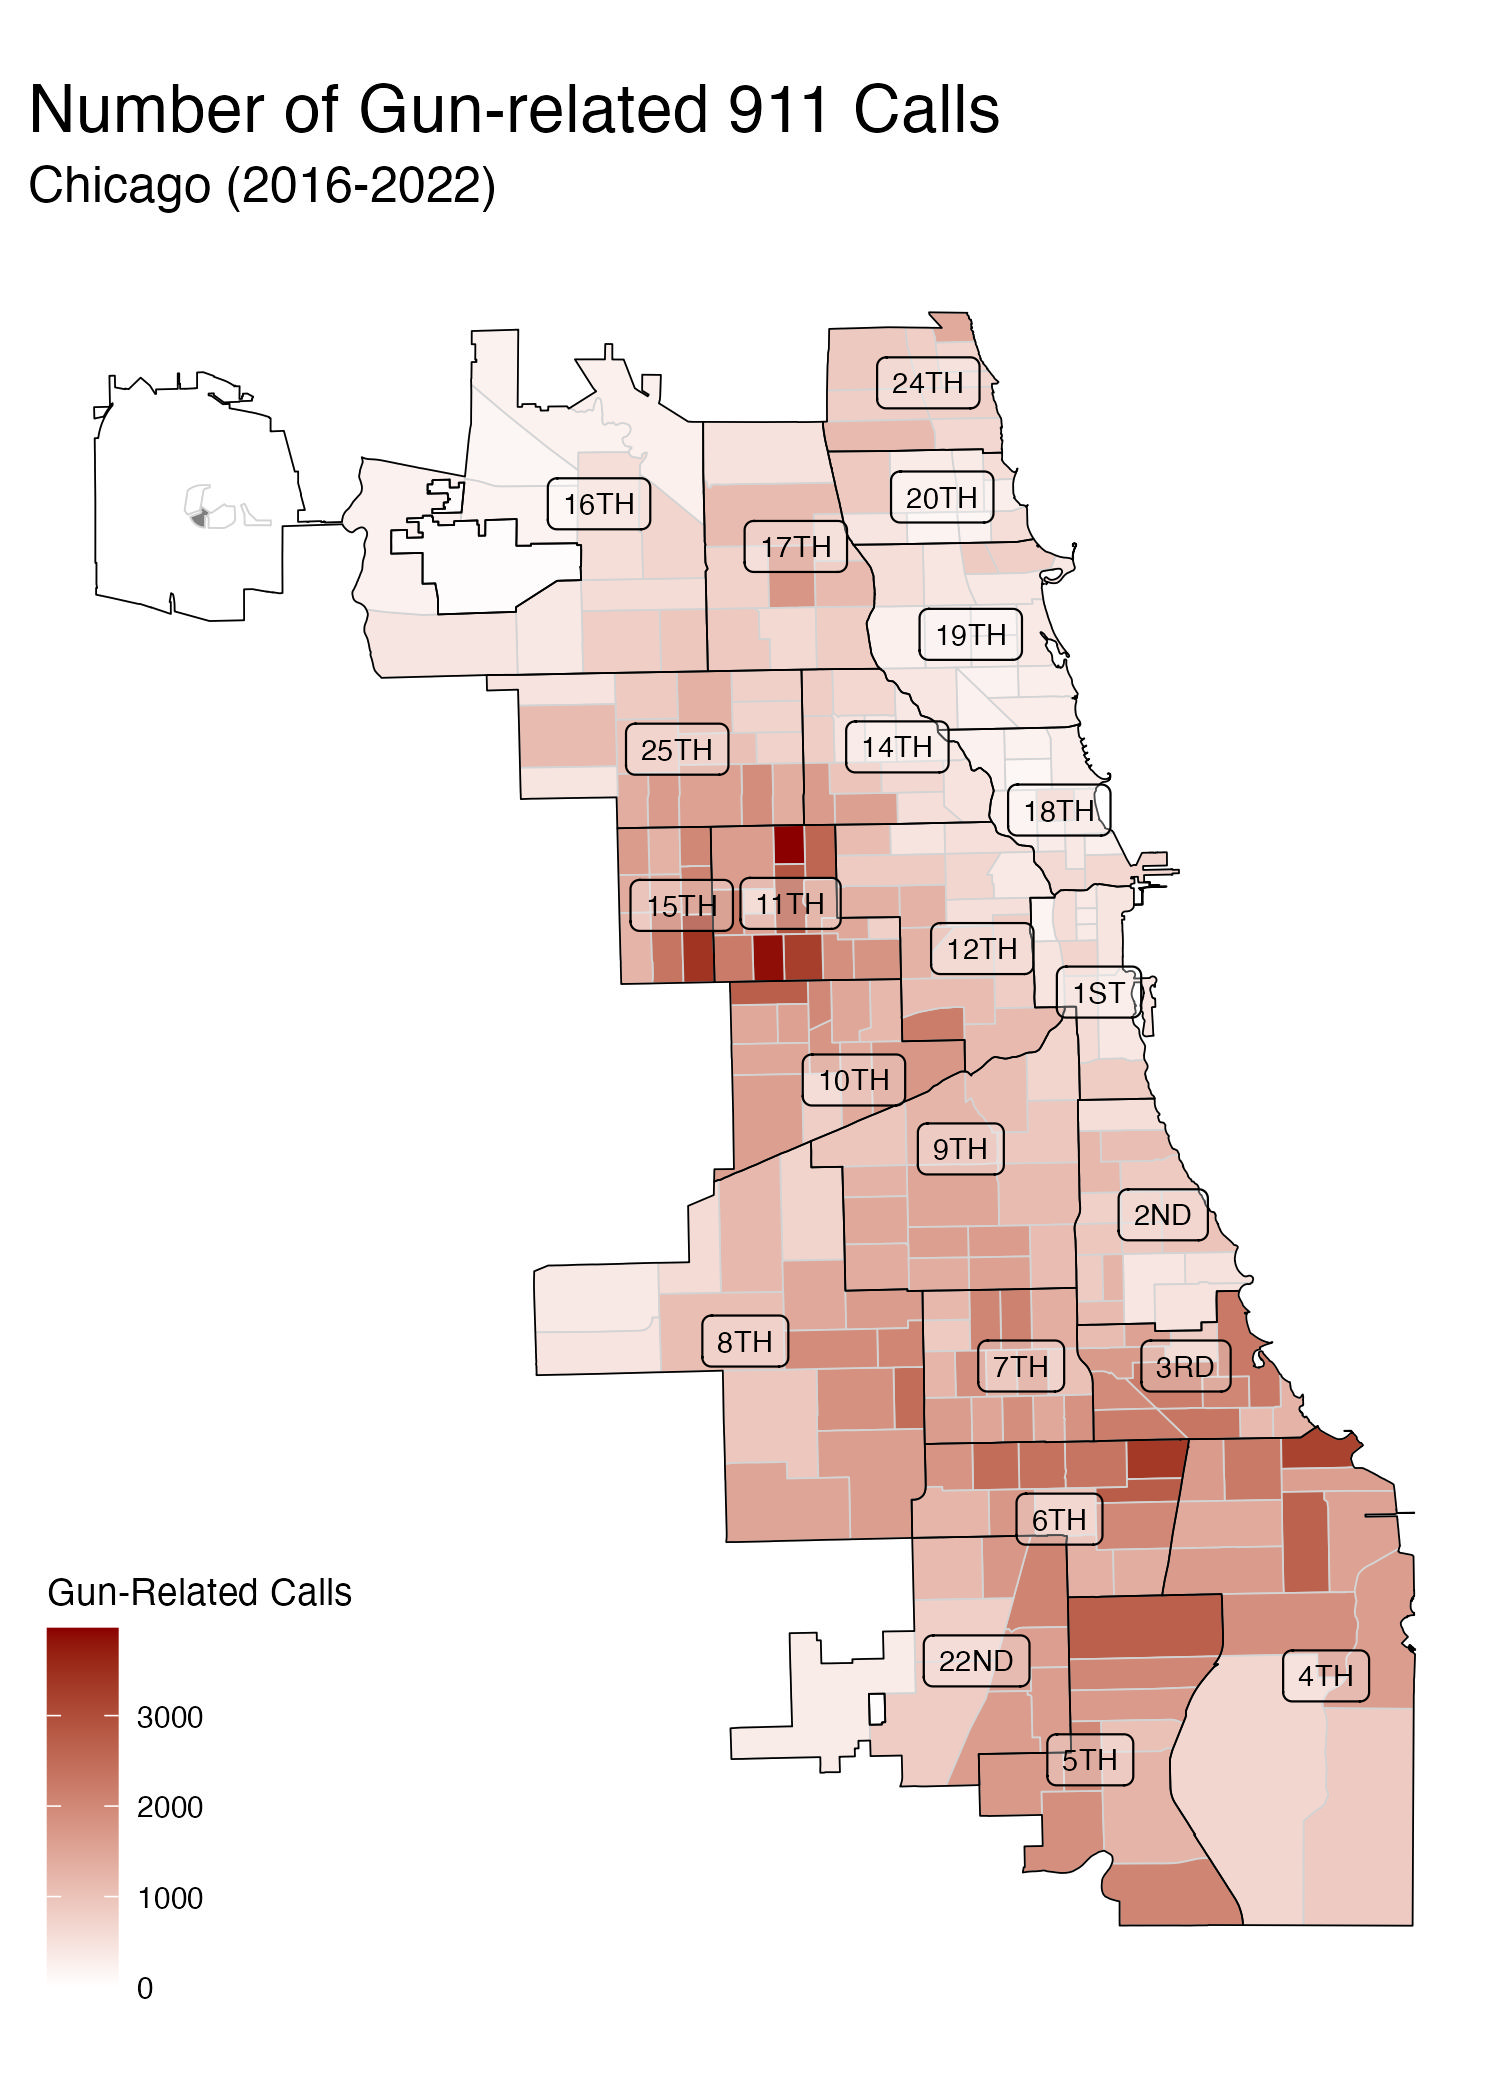 Number of Gun-related 911 Calls
Chicago (2016-2022)
24TH
16TH
20TH
17TH
19TH
25TH
14TH
18TH
15TH
11TH
12TH
1ST
10TH
9TH
2ND
8TH
7TH
3RD
6TH
22ND
4TH
5TH
Gun-Related Calls
3000
2000
1000
0